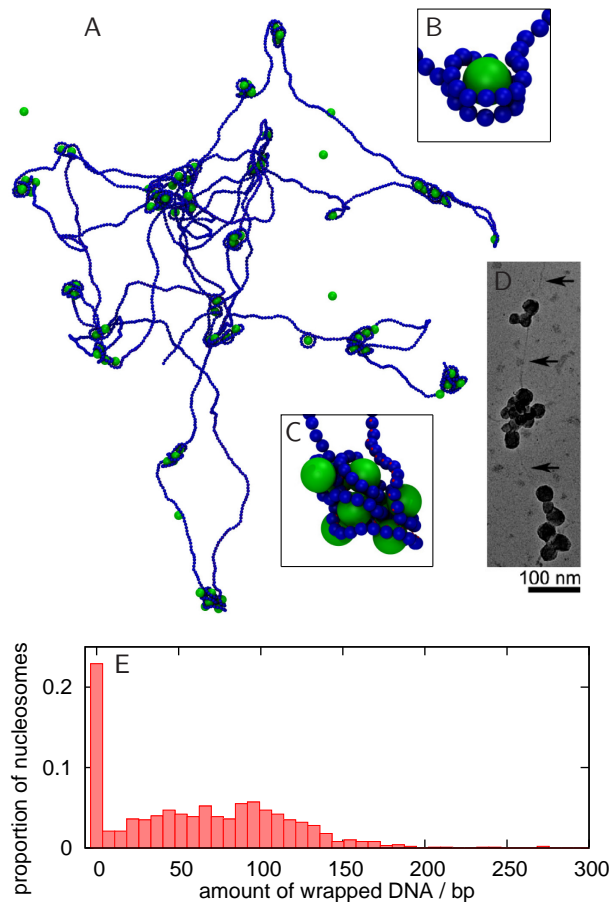 A
B
D
C
100 nm
E
proportion of nucleosomes
0.2
0.1
0
0 50 100 150 200 250 300
amount of wrapped DNA / bp